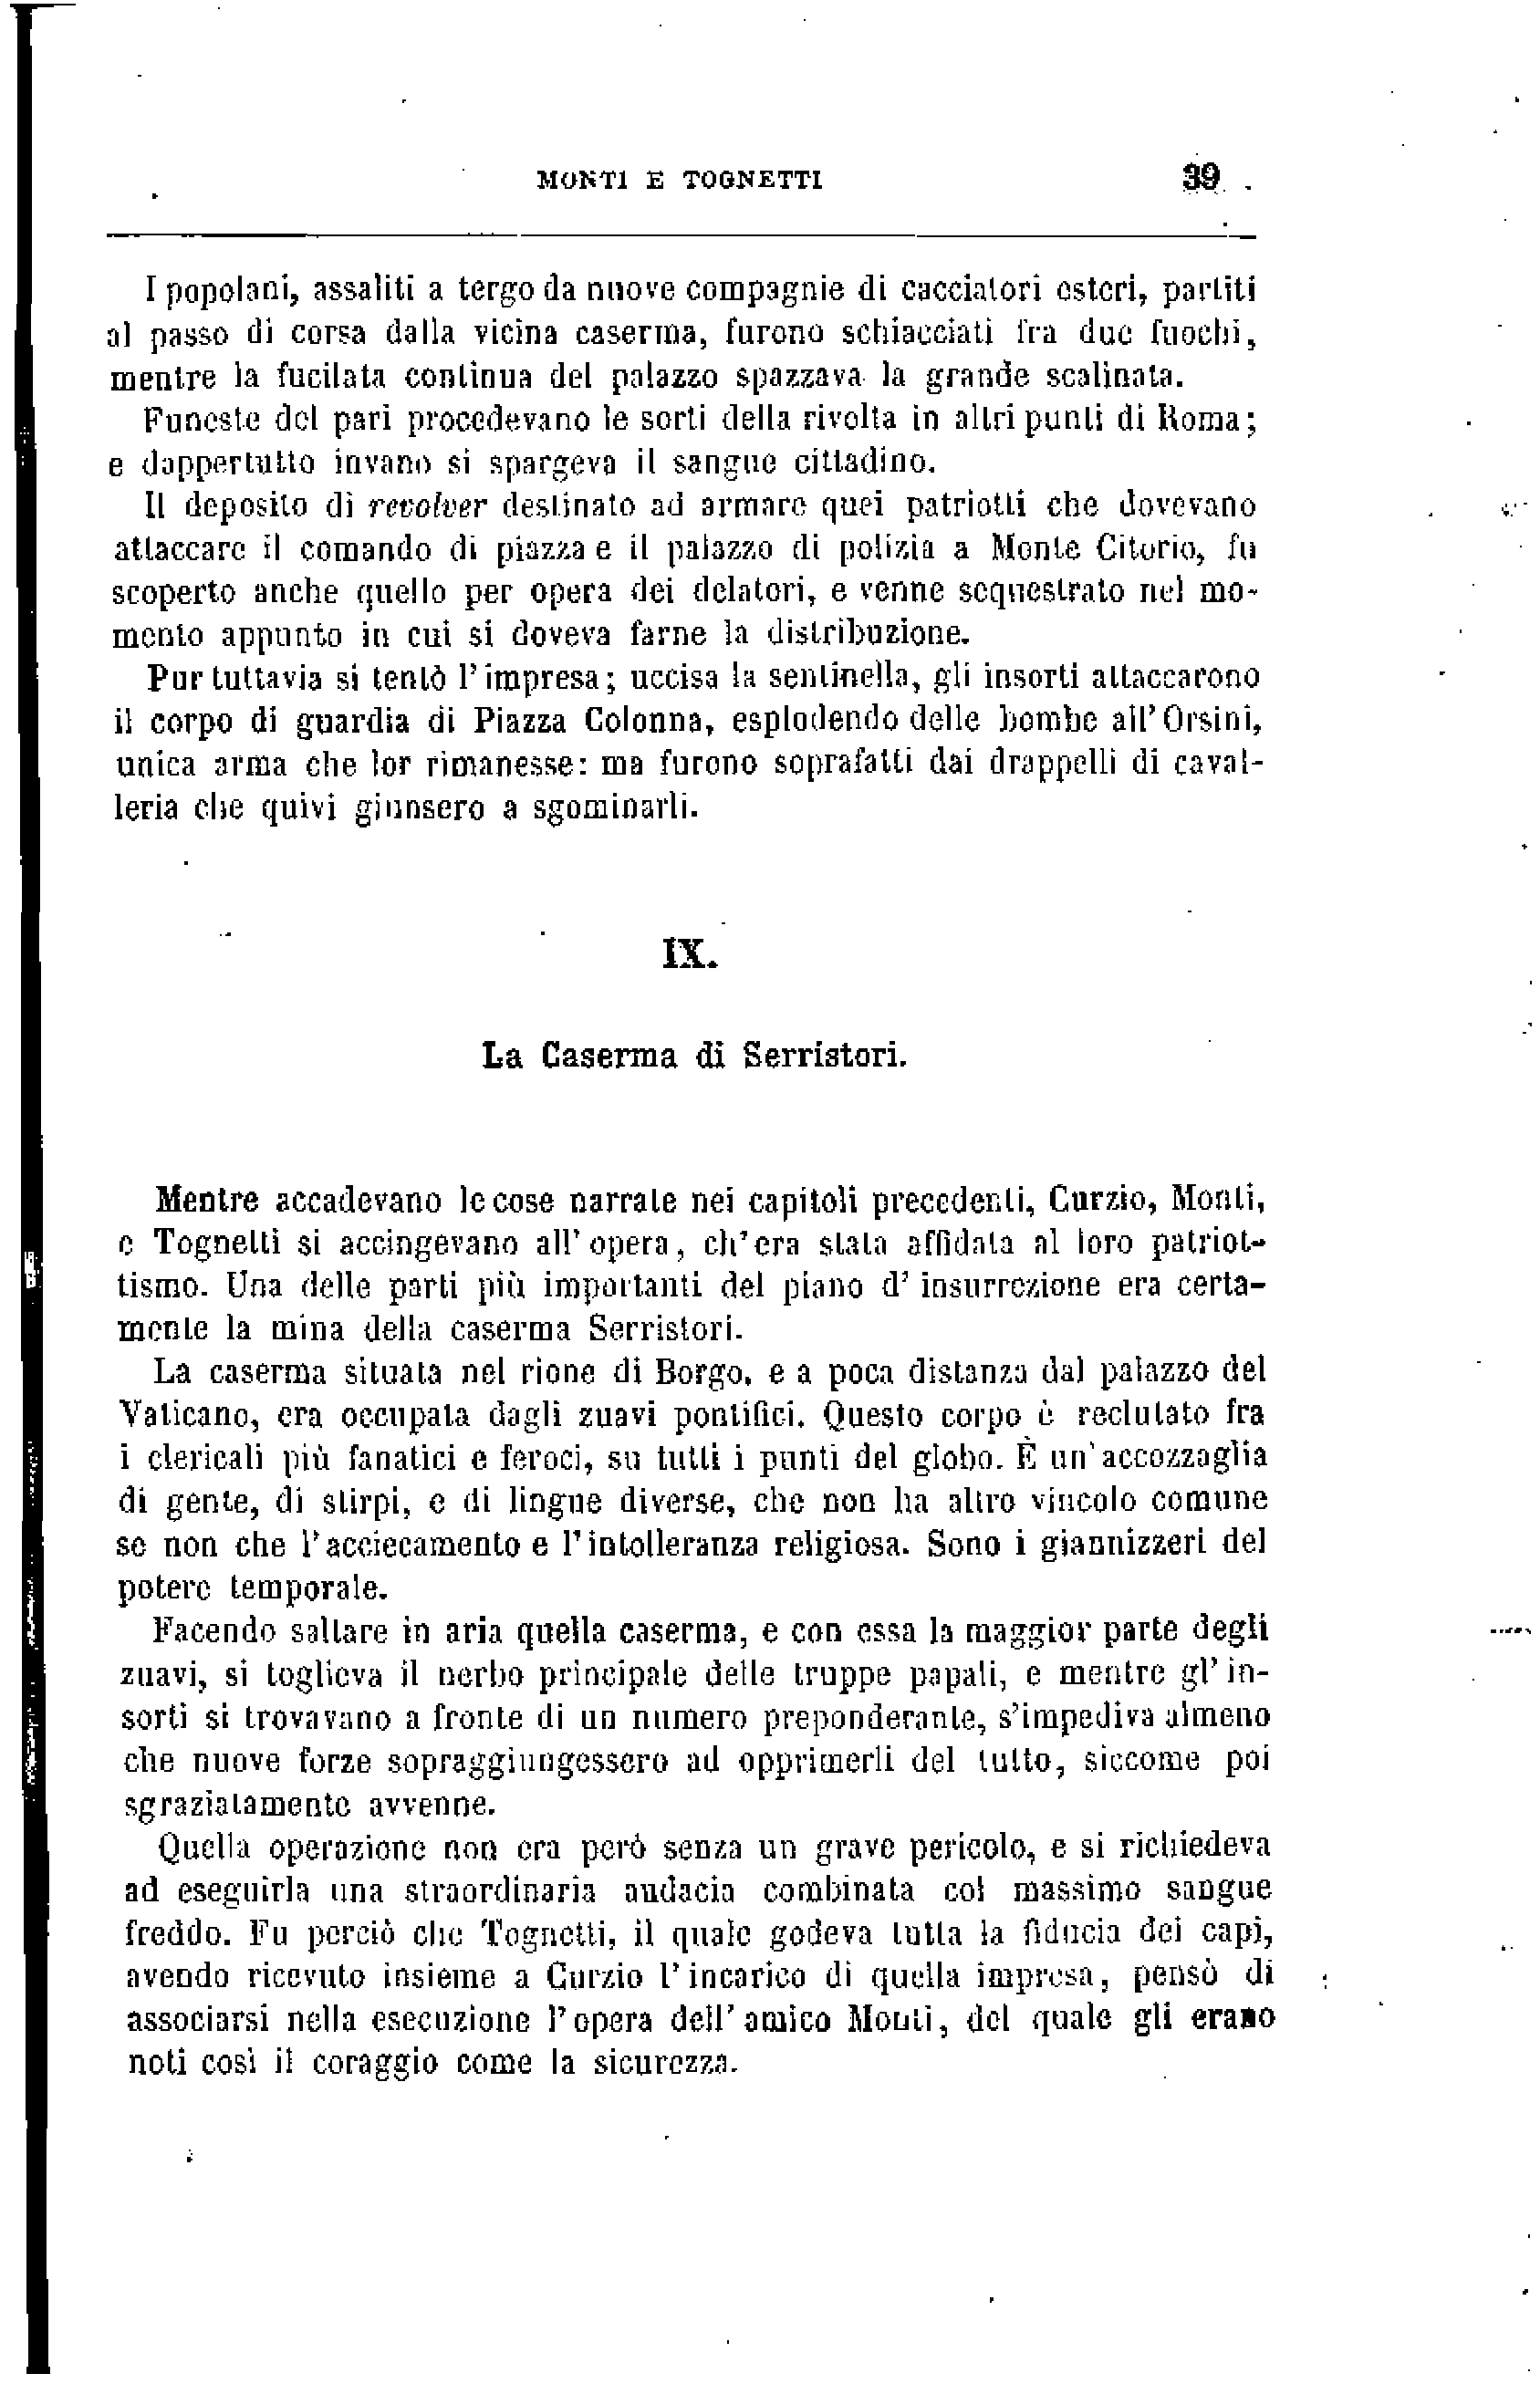 MONTI E TOGNETTI 39
I popolani, assaliti a tergo da nuove compagnie di cacciatori esteri, partiti
al passo di corsa dalla vicina caserma, furono schiacciati fra due fuochi,
mentre la fucilata continua del palazzo spazzava la grande scalinata.
Funeste del pari procedevano le sorti della rivolta in altri punti di Roma;
e dappertutto invano si spargeva il sangue cittadino.
Il deposito di revolver destinato ad armare quei patriotti che dovevano
attaccare il comando di piazza e il palazzo di polizia a Monte Citorio, fu
scoperto anche quello per opera dei delatori, e venne sequestrato nel mo-
mento appunto in cui si doveva farne la distribuzione.
Pur tuttavia si tentò l'impresa; uccisa la sentinella, gli insorti attaccarono
il corpo di guardia di Piazza Colonna, esplodendo delle bombe all'Orsini,
unica arma che lor rimanesse: ma furono soprafatti dai drappelli di caval-
leria che quivi giunsero a sgominarli.
IX.
La Caserma di Serristori.
Mentre accadevano le cose narrate nei capitoli precedenti, Curzio, Monti,
e Tognetti si accingevano all'opera, ch'era stata affidata al loro patriot-
tismo. Una delle parti più importanti del piano d'insurrezione era certa-
mente la mina della caserma Serristori.
La caserma situata nel rione di Borgo, e a poca distanza dal palazzo del
Vaticano, era occupata dagli zuavi pontifici. Questo corpo è reclutato fra
i clericali più fanatici e feroci, su tutti i punti del globo. È un'accozzaglia
di gente, di stirpi, e di lingue diverse, che non ha altro vincolo comune
se non che l'acciecamento e l'intolleranza religiosa. Sono i giannizzeri del
potere temporale.
Facendo saltare in aria quella caserma, e con essa la maggior parte degli
zuavi, si toglieva il nerbo principale delle truppe papali, e mentre gl'in-
sorti si trovavano a fronte di un numero preponderante, s'impediva almeno
che nuove forze sopraggiungessero ad opprimerli del tutto, siccome poi
sgraziatamente avvenne.
Quella operazione non era però senza un grave pericolo, e si richiedeva
ad eseguirla una straordinaria audacia combinata col massimo sangue
freddo. Fu perciò che Tognetti, il quale godeva tutta la fiducia dei capi,
avendo ricevuto insieme a Curzio l'incarico di quella impresa, pensò di
associarsi nella esecuzione l'opera dell'amico Monti, del quale gli erano
noti così il coraggio come la sicurezza.